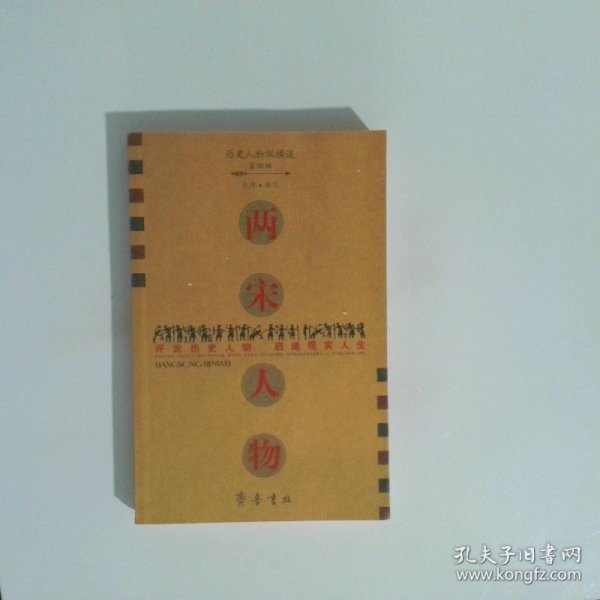 历史人物纵横谈
第四辑
两
宋
评说历史人物 启迪现实人生
LIANGSONG RENWU
人
物
齐鲁书社
孔夫子旧书网
www.kongfz.com